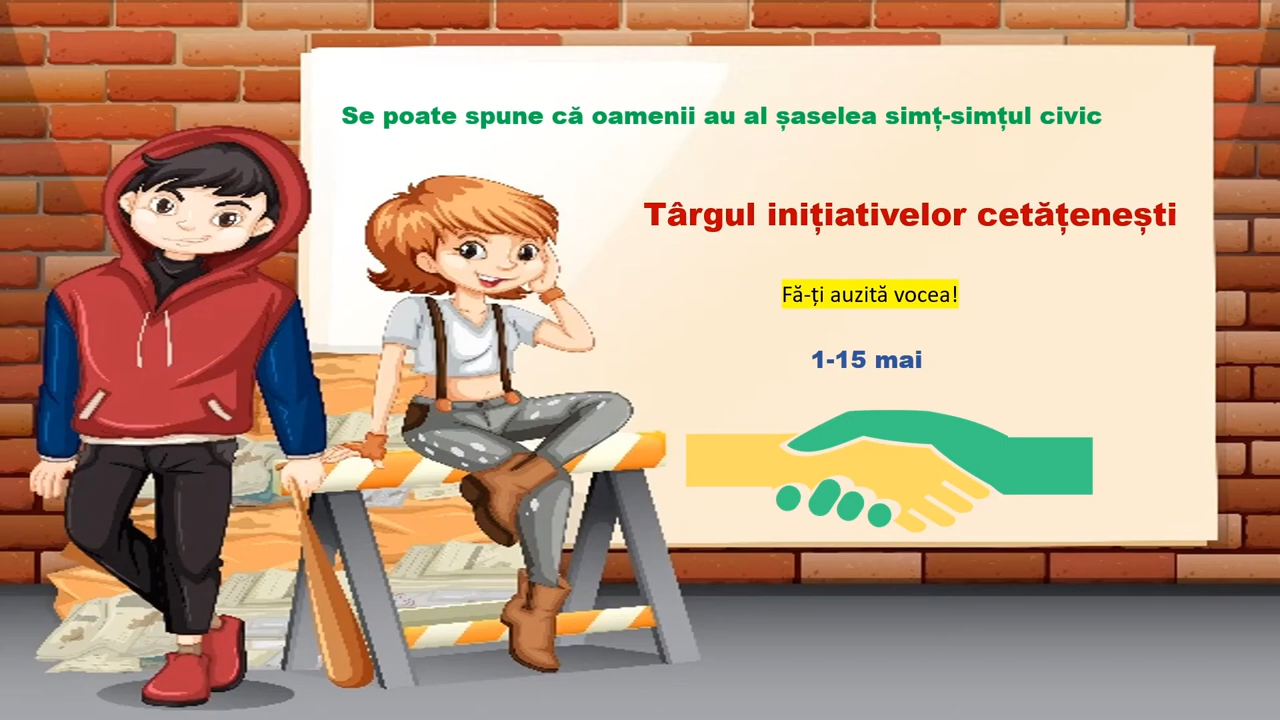 Se poate spune că oamenii au al șaselea simț-simțul civic
Târgul inițiativelor cetățenești
Fă-ți auzită vocea!
1-15 mai